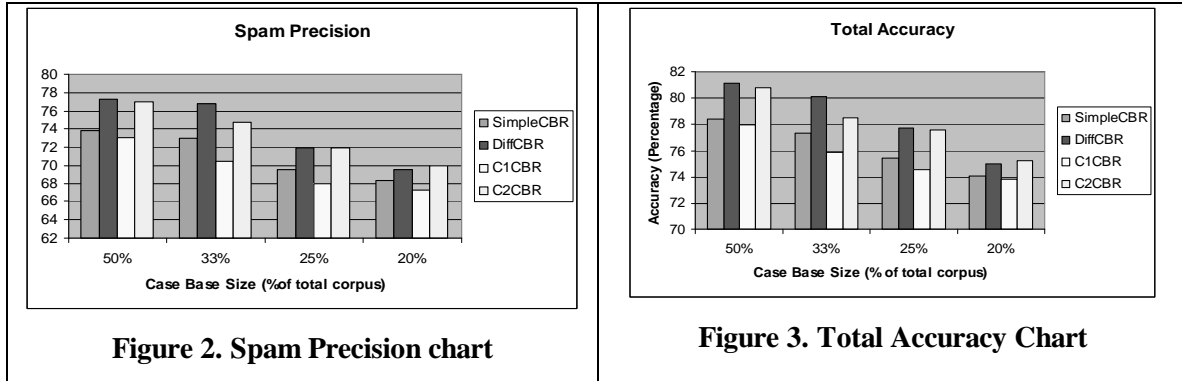 Spam Precision
80
78
76
74
72
70
68
66
64
62
50% 33% 25% 20%
Case Base Size (%of total corpus)
SimpleCBR
DiffCBR
C1CBR
C2CBR
Figure 2. Spam Precision chart
Total Accuracy
Accuracy (Percentage)
82
80
78
76
74
72
70
50% 33% 25% 20%
Case Base Size (% of total corpus)
SimpleCBR
DiffCBR
C1CBR
C2CBR
Figure 3. Total Accuracy Chart